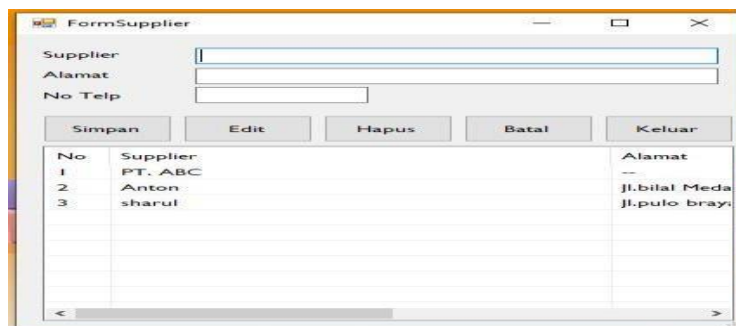 FormSupplier
Supplier
Alamat
No Telp
Simpan Edit Hapus Batal Keluar
No Supplier Alamat
1 PT. ABC --
2 Anton Jl.bilal Meda
3 sharul Jl.pulo braya